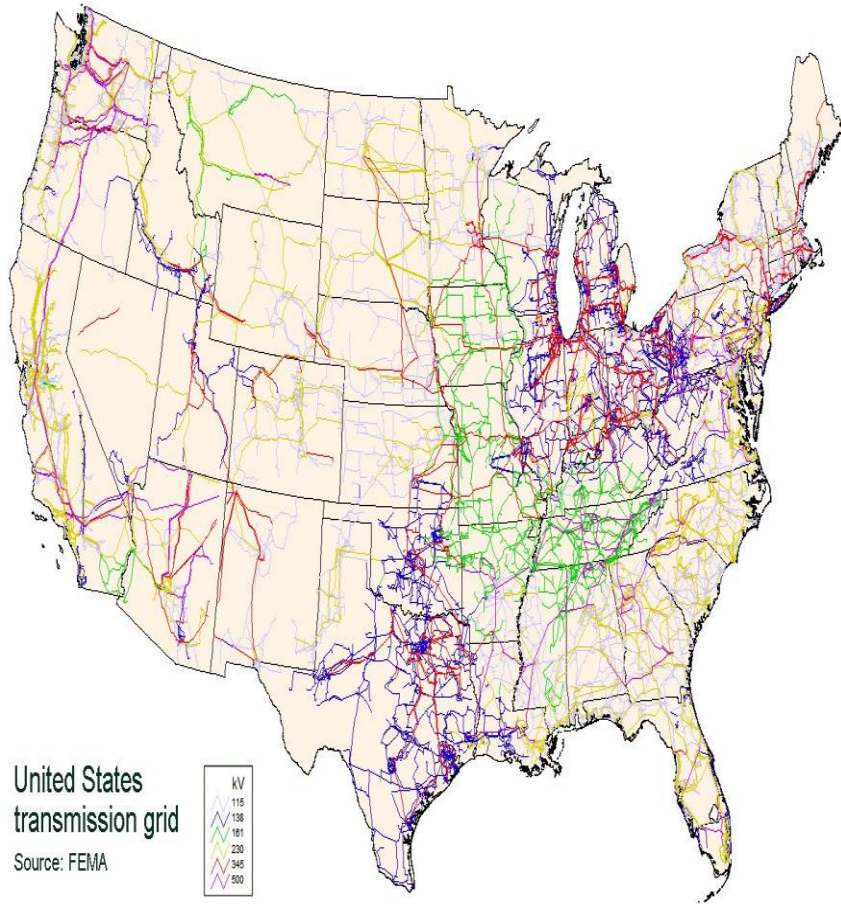 United States
transmission grid
Source: FEMA
kV
115
138
161
230
345
500